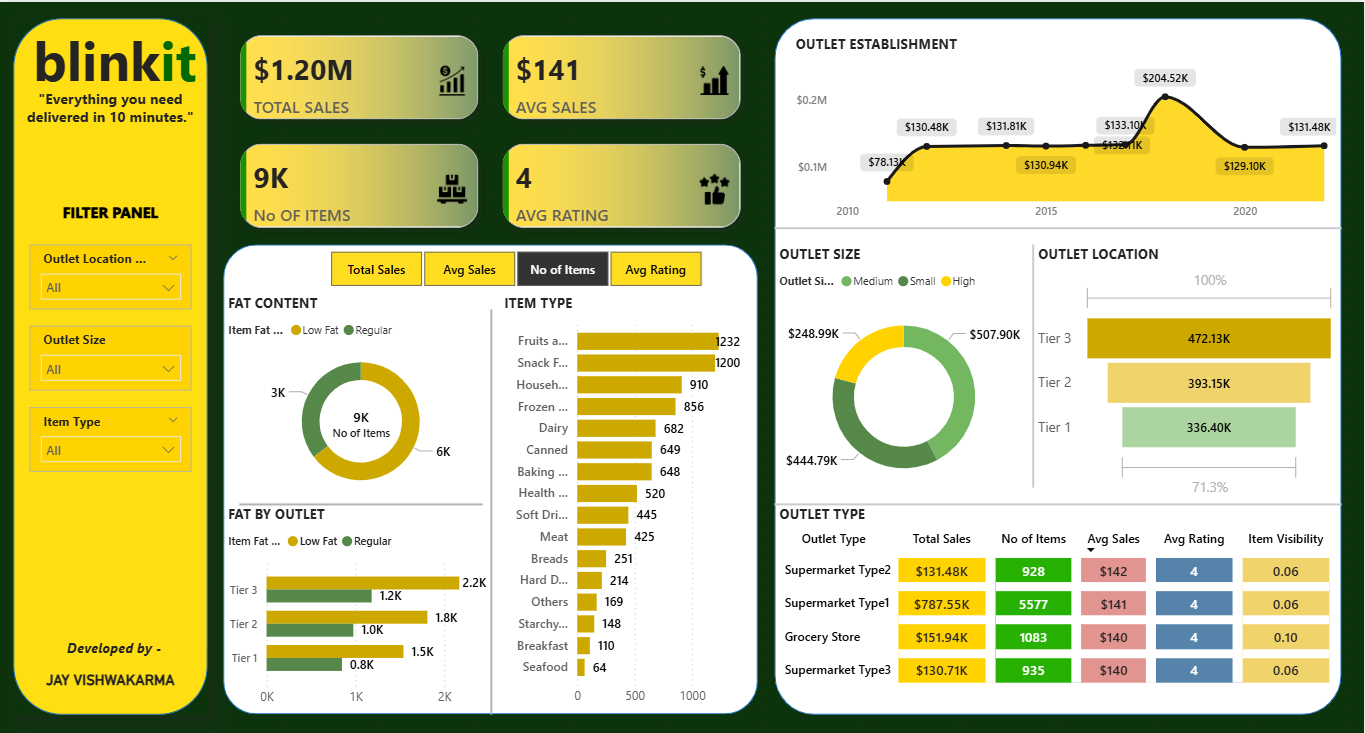 blinkit
"Everything you need
delivered in 10 minutes."
FILTER PANEL
Outlet Location ...
All
Outlet Size
All
Item Type
All
Developed by -
JAY VISHWAKARMA
$1.20M
TOTAL SALES
$141
AVG SALES
9K
No OF ITEMS
4
AVG RATING
Total Sales
Avg Sales
No of Items
Avg Rating
FAT CONTENT
Item Fat ... Low Fat Regular
3K
9K
No of Items
6K
FAT BY OUTLET
Item Fat ... Low Fat Regular
Tier 3 2.2K
1.2K
Tier 2 1.8K
1.0K
Tier 1 1.5K
0.8K
0K 1K 2K
ITEM TYPE
Fruits a... 1232
Snack F... 1200
Househ... 910
Frozen ... 856
Dairy 682
Canned 649
Baking ... 648
Health ... 520
Soft Dri... 445
Meat 425
Breads 251
Hard D... 214
Others 169
Starchy... 148
Breakfast 110
Seafood 64
0 500 1000
OUTLET ESTABLISHMENT
$204.52K
$0.2M
$130.48K $131.81K $133.10K $131.48K
$78.13K $130.94K $129.10K
$0.1M
2010 2015 2020
OUTLET SIZE
Outlet Si... Medium Small High
$248.99K
$507.90K
$444.79K
OUTLET LOCATION
100%
Tier 3 472.13K
Tier 2 393.15K
Tier 1 336.40K
71.3%
OUTLET TYPE
Outlet Type Total Sales No of Items Avg Sales Avg Rating Item Visibility
Supermarket Type2 $131.48K 928 $142 4 0.06
Supermarket Type1 $787.55K 5577 $141 4 0.06
Grocery Store $151.94K 1083 $140 4 0.10
Supermarket Type3 $130.71K 935 $140 4 0.06